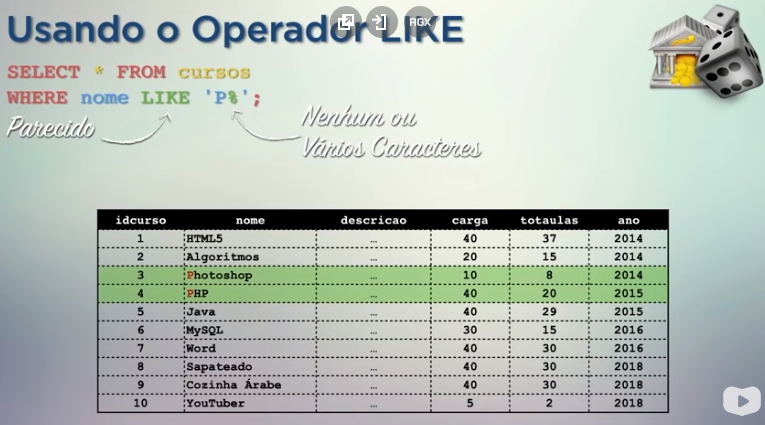 Usando o Operador LIKE
RGX
SELECT * FROM cursos
WHERE nome LIKE 'P%';
Parecido
Nenhum ou
Vários Caracteres
idcurso nome descricao carga totaulas ano
1 HTML5 ... 40 37 2014
2 Algoritmos ... 20 15 2014
3 Photoshop ... 10 8 2014
4 PHP ... 40 20 2015
5 Java ... 40 29 2015
6 MySQL ... 30 15 2016
7 Word ... 40 30 2016
8 Sapateado ... 40 30 2018
9 Cozinha Árabe ... 40 30 2018
10 YouTuber ... 5 2 2018